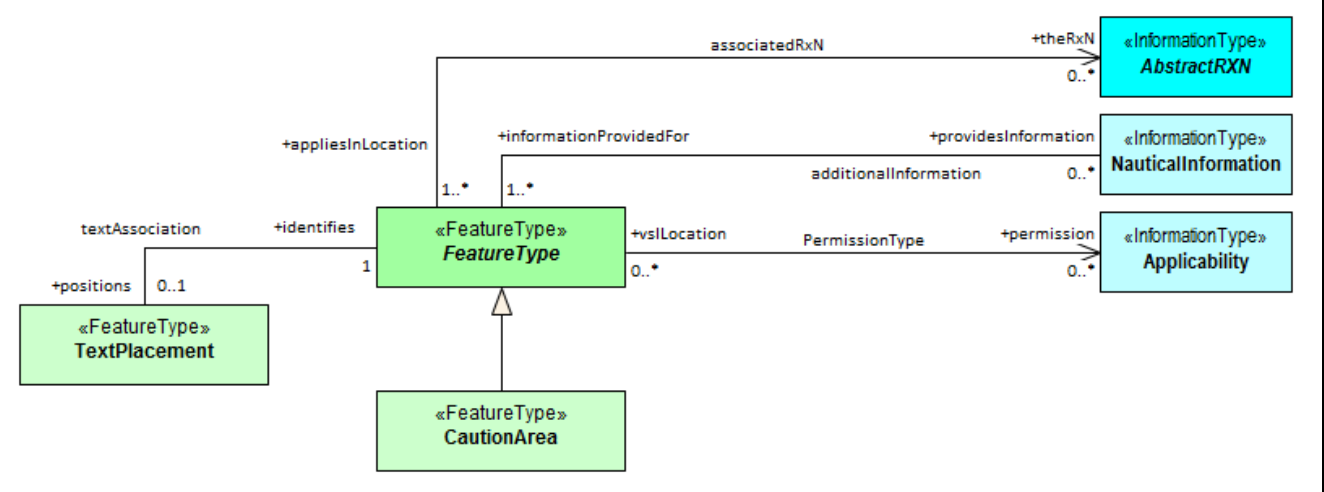 associatedRxN
+theRxN
0..*
«InformationType»
AbstractRXN
+appliesInLocation
1..*
+informationProvidedFor
1..*
+providesInformation
additionalInformation
0..*
«InformationType»
NauticalInformation
textAssociation
+identifies
1
+positions
0..1
«FeatureType»
FeatureType
+vslLocation
0..*
PermissionType
+permission
0..*
«InformationType»
Applicability
«FeatureType»
TextPlacement
«FeatureType»
CautionArea